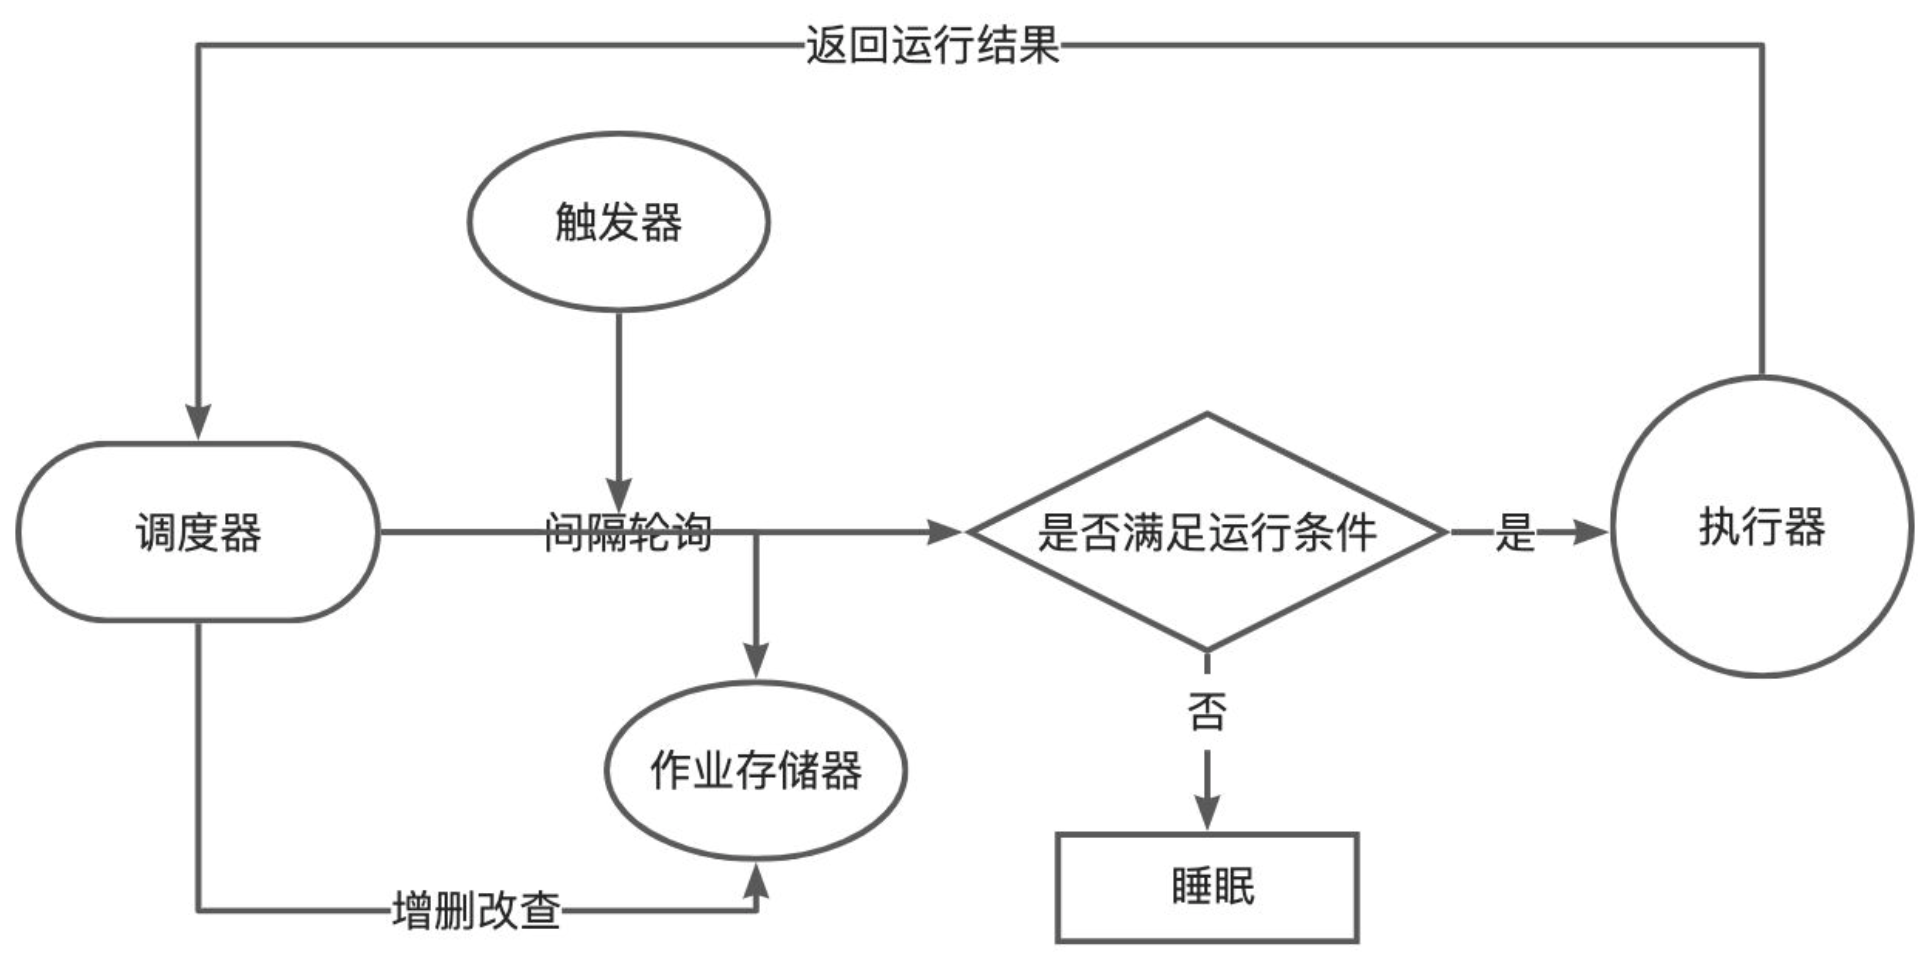 返回运行结果
触发器
调度器
间隔轮询
是否满足运行条件
是
执行器
否
作业存储器
睡眠
增删改查